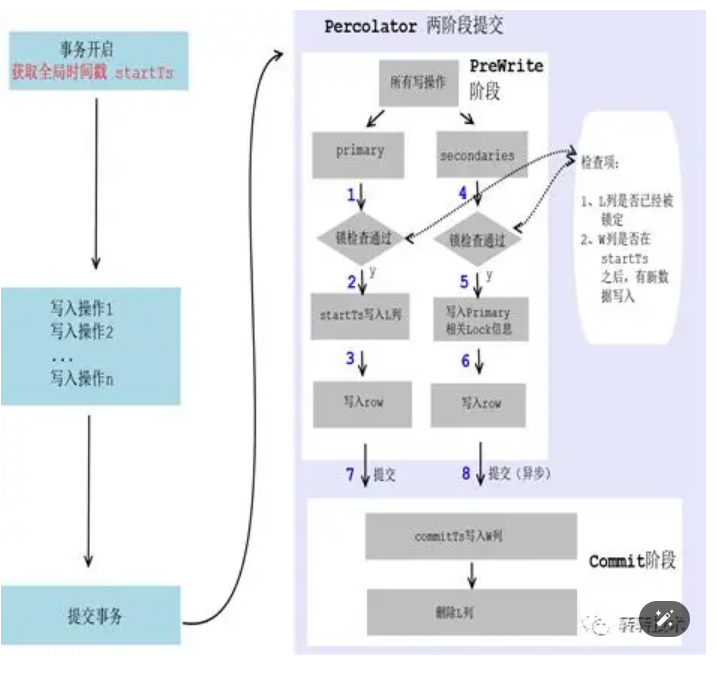 Percolator 两阶段提交
事务开启
获取全局时间戳 startTs
写入操作1
写入操作2
...
写入操作n
提交事务
PreWrite
阶段
所有写操作
primary
secondaries
1
4
锁检查通过
锁检查通过
2
y
5
y
startTs写入L列
写入Primary
相关Lock信息
3
6
写入row
写入row
7
提交
8
提交（异步）
检查项：
1、L列是否已经被
锁定
2、W列是否在
startTs
之后，有新数
据写入
commitTs写入W列
Commit阶段
删除L列
转转技术